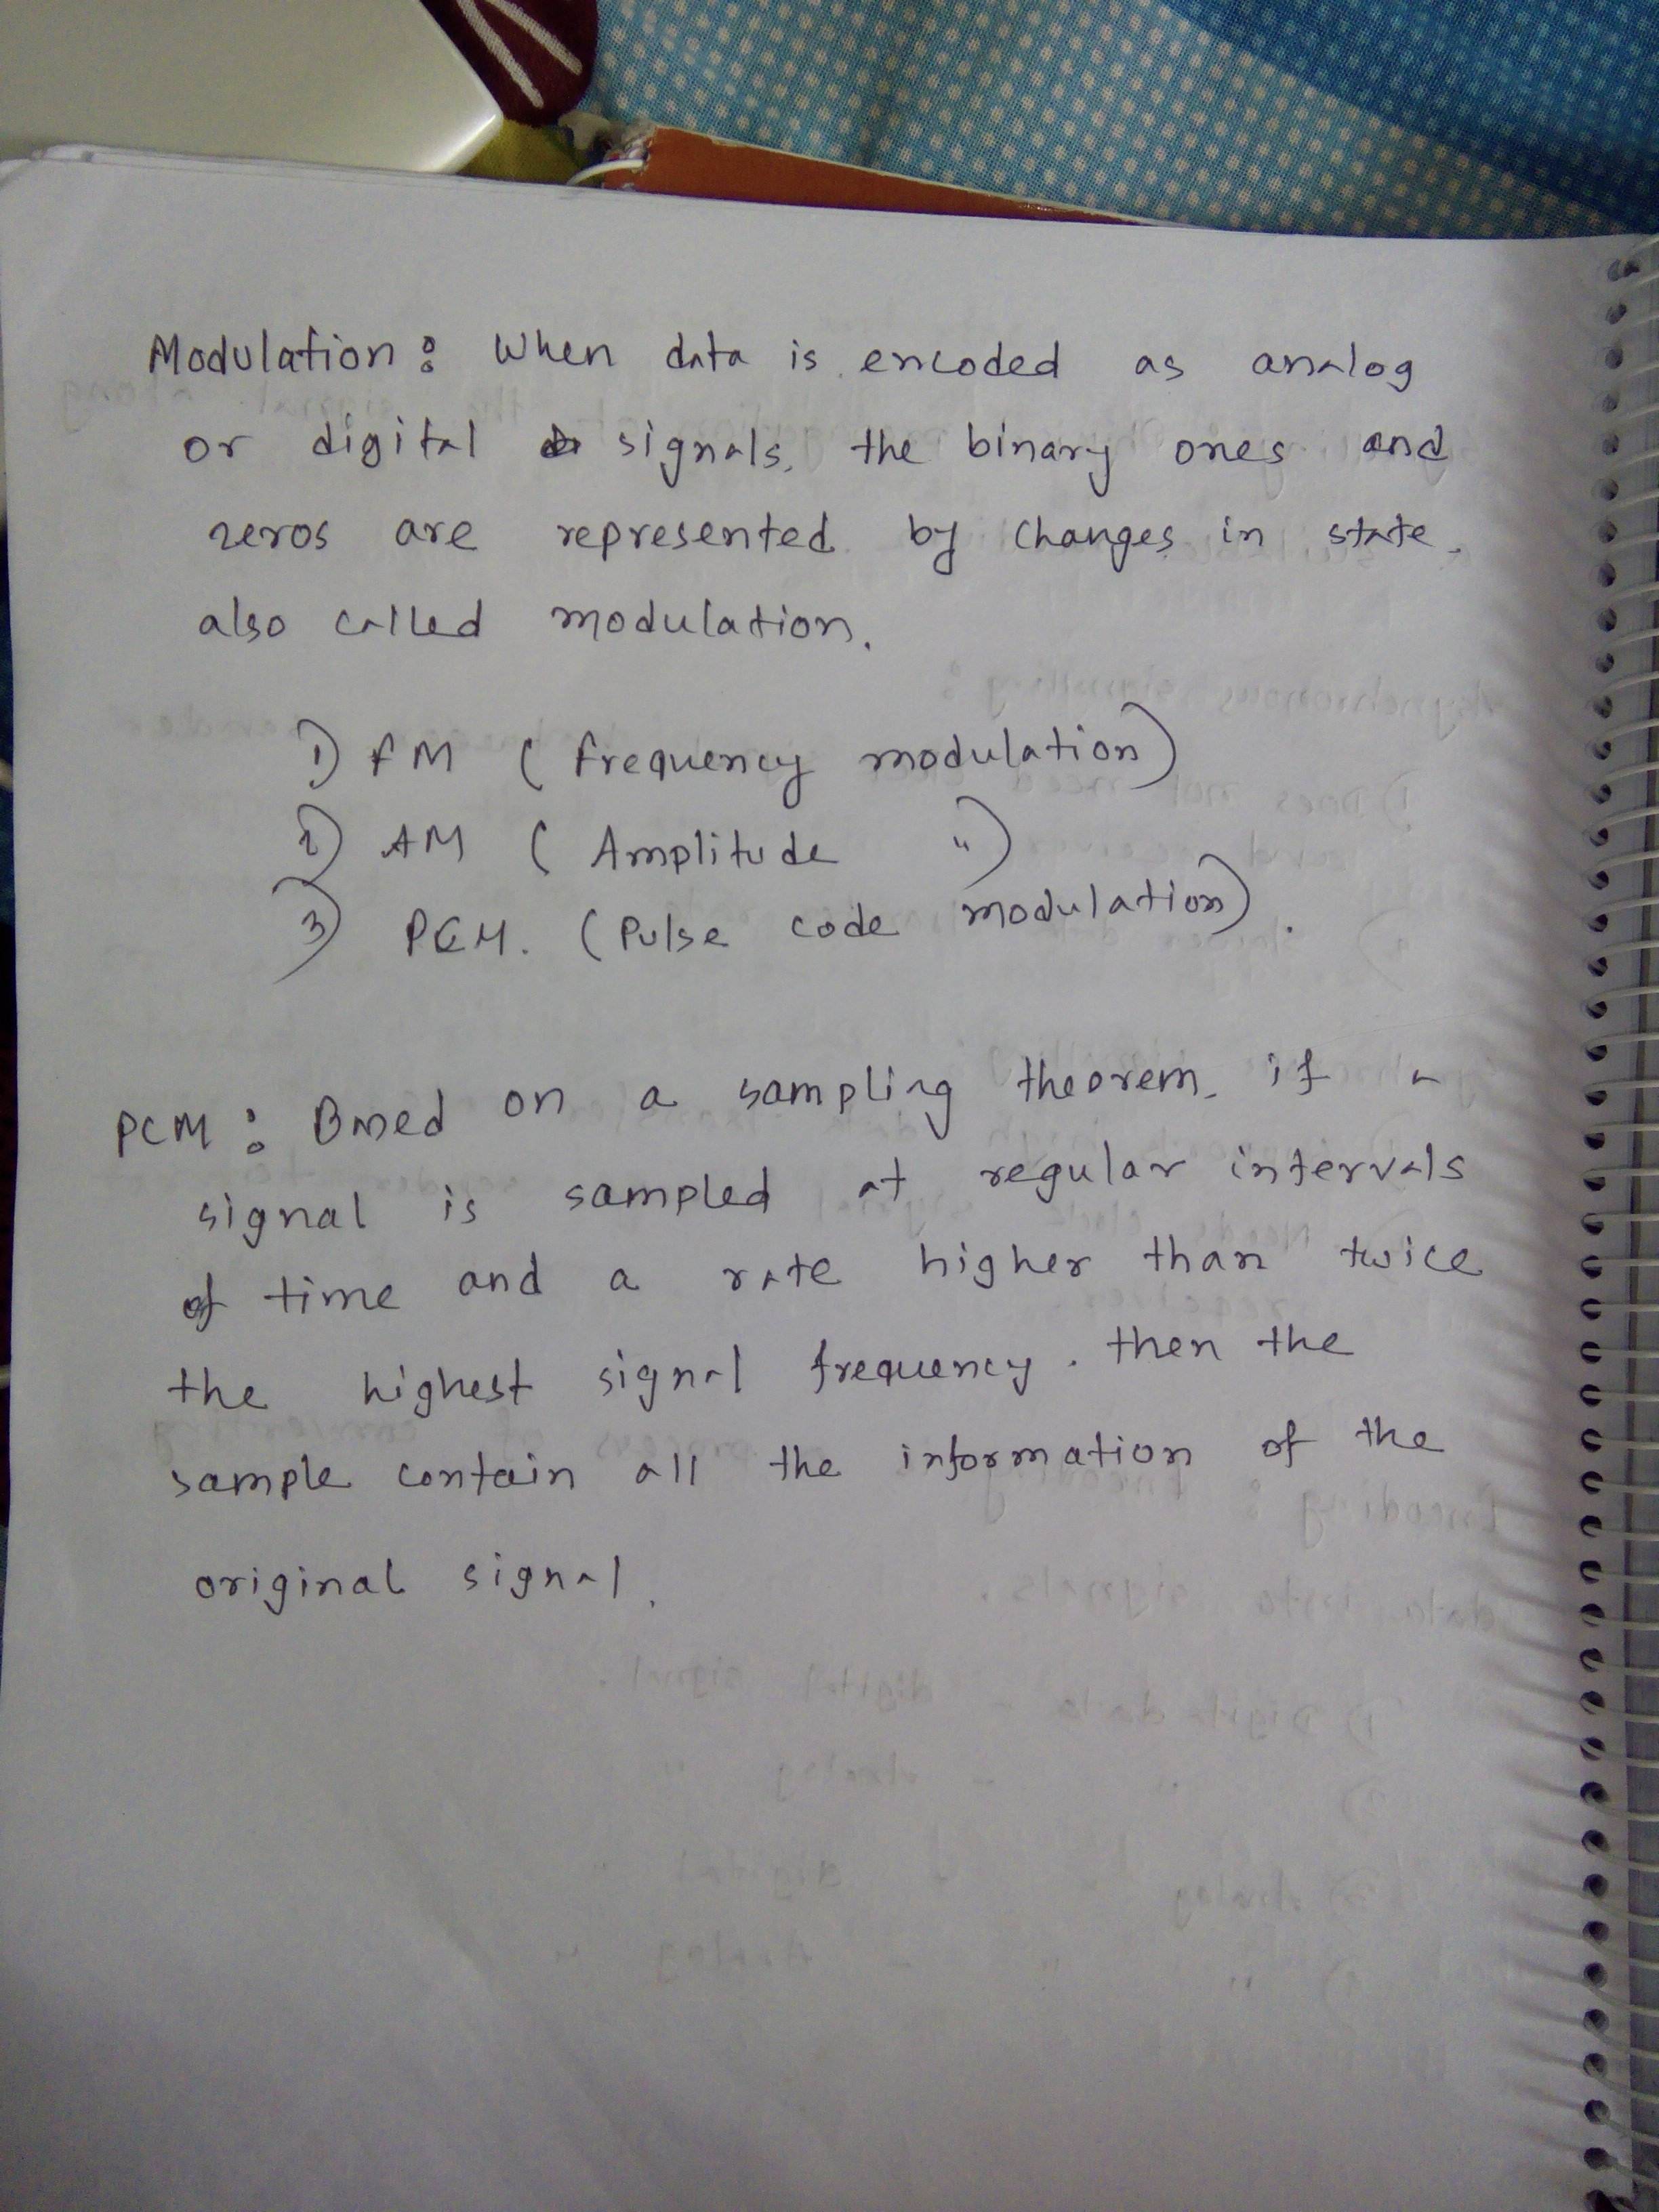 Modulation : When data is encoded as analog
or digital signals, the binary ones and
zeros are represented by changes in state,
also called modulation.
1) FM ( frequency modulation)
2) AM ( Amplitude ")
3) PCM. (Pulse code modulation).
PCM : Based on a sampling theorem, if a
signal is sampled at regular intervals
of time and a rate higher than twice
the highest signal frequency. then the
sample contain all the information of the
original signal.